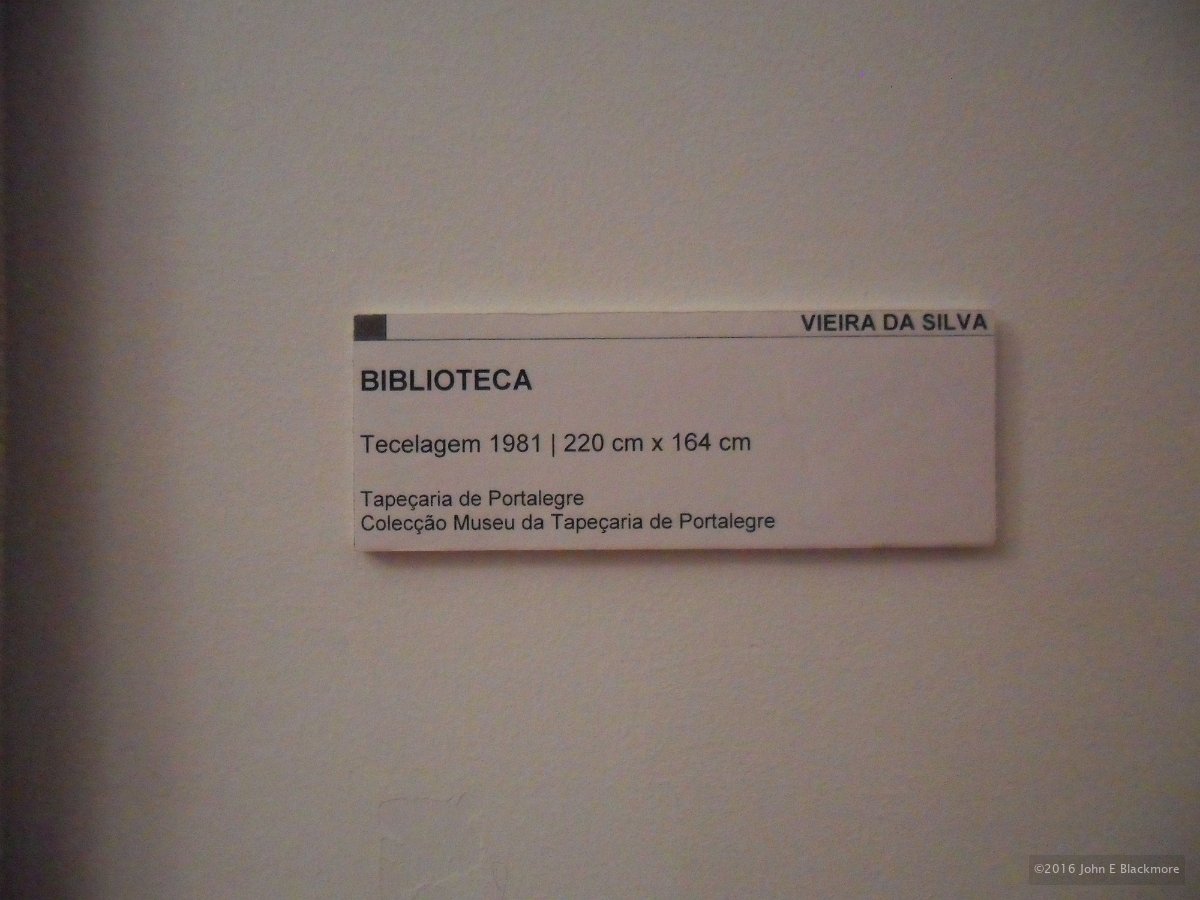 VIEIRA DA SILVA
BIBLIOTECA
Tecelagem 1981 | 220 cm x 164 cm
Tapeçaria de Portalegre
Colecção Museu da Tapeçaria de Portalegre
©2016 John E Blackmore